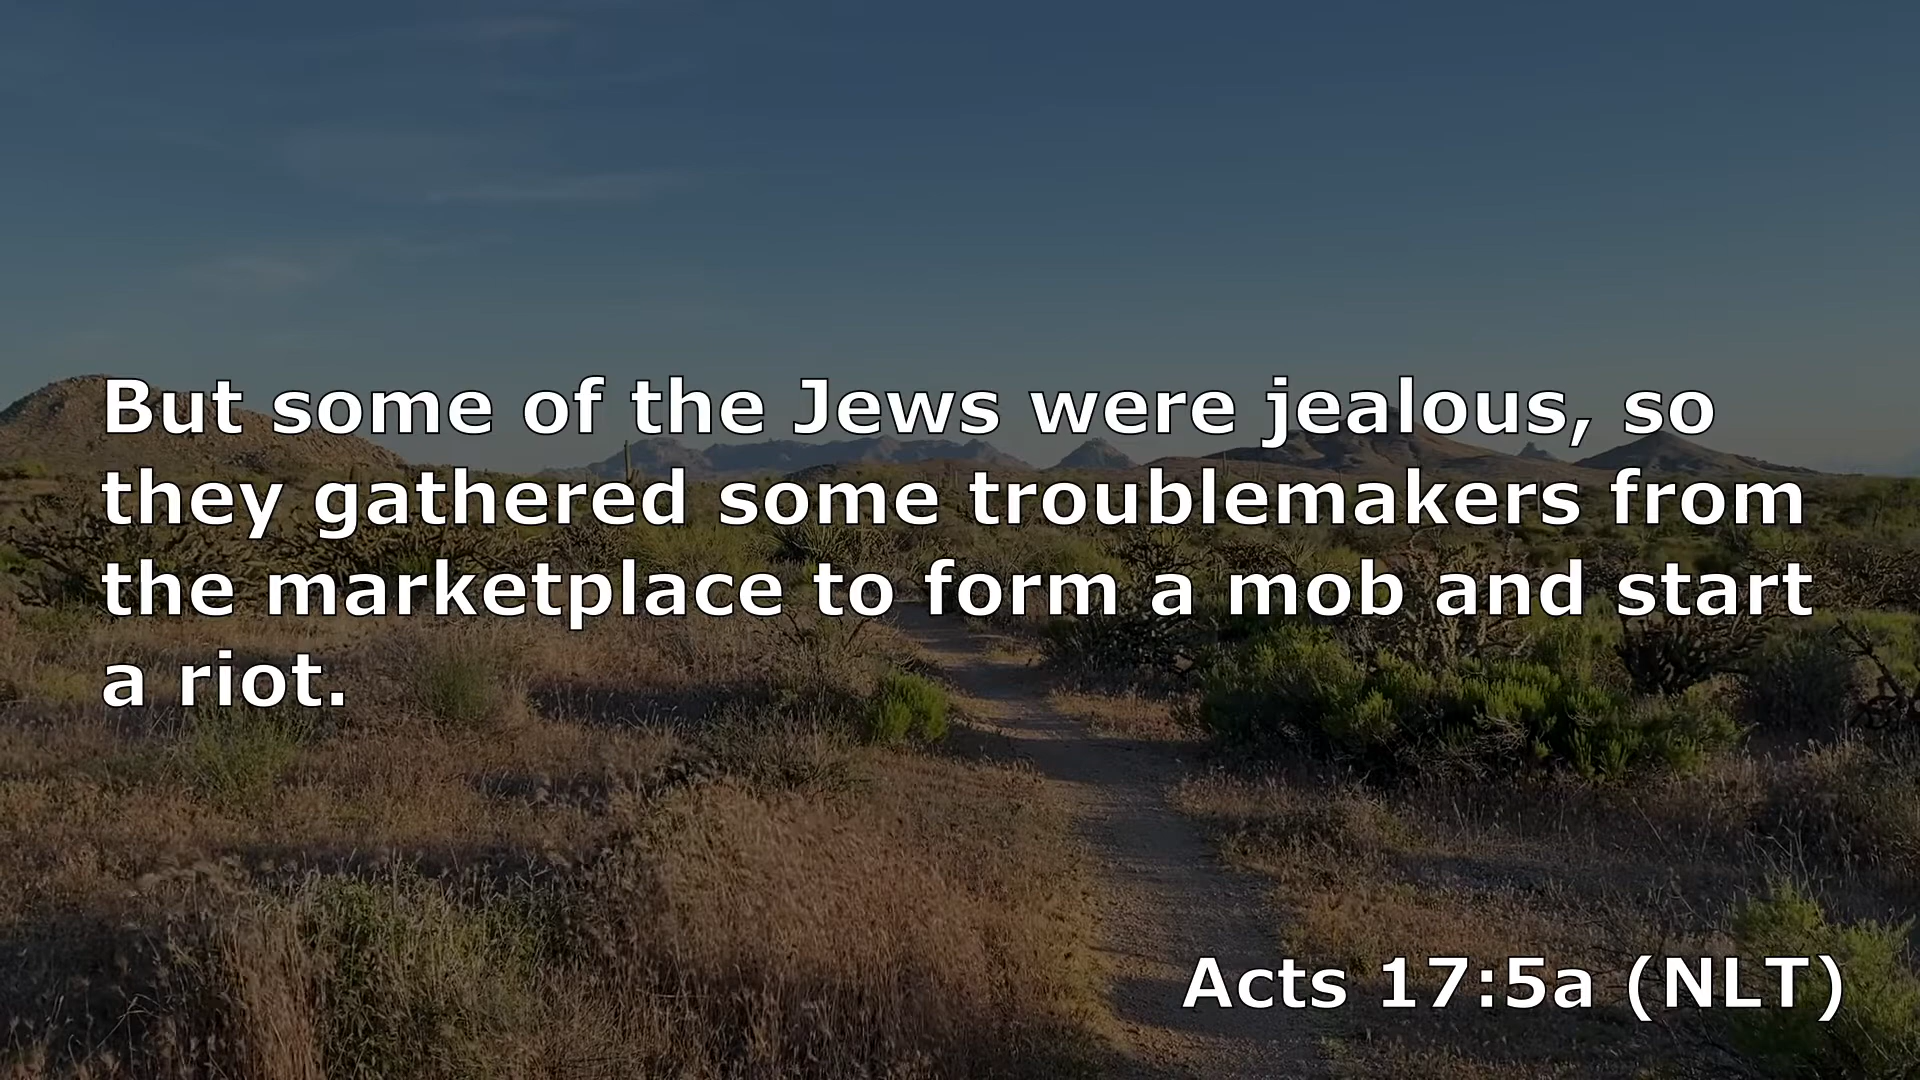 But some of the Jews were jealous, so
they gathered some troublemakers from
the marketplace to form a mob and start
a riot.
Acts 17:5a (NLT)